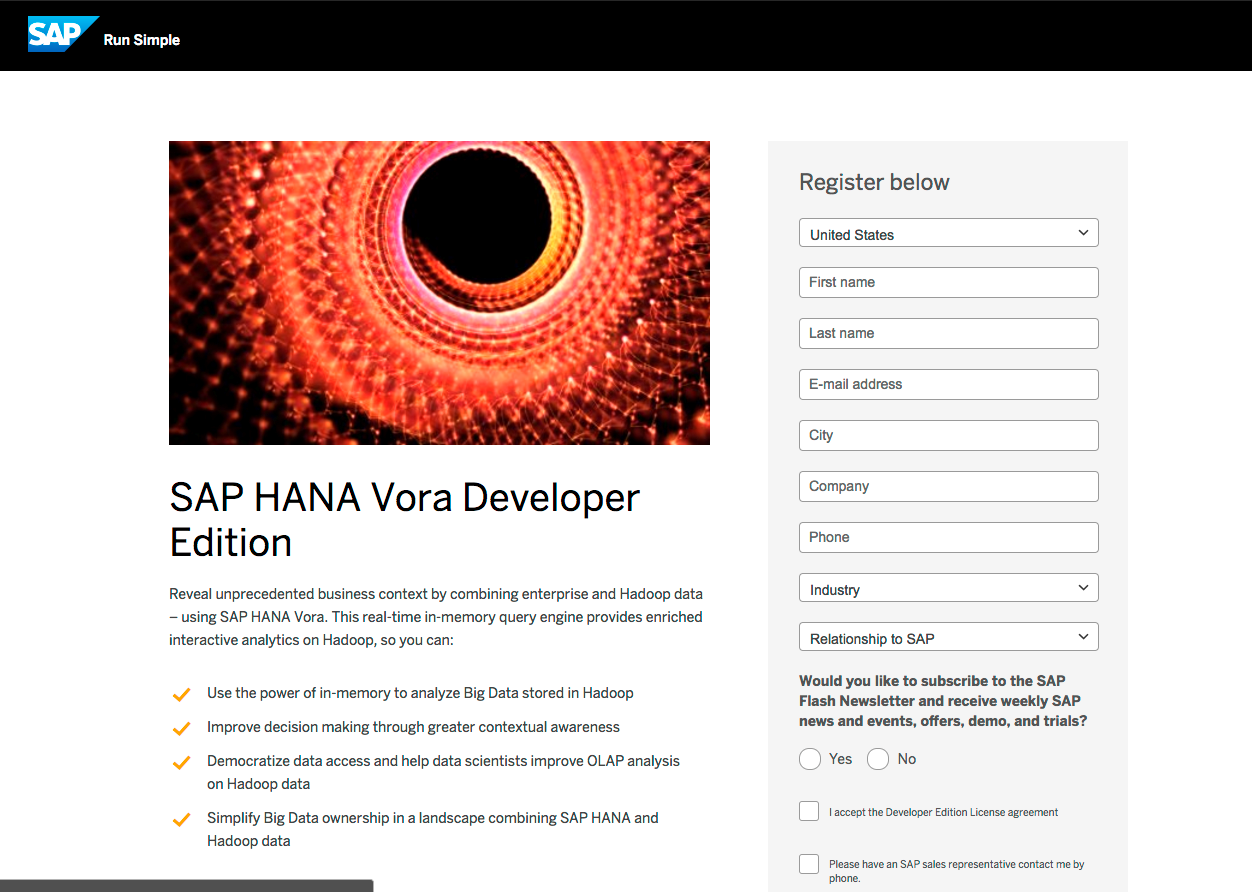 SAP Run Simple
SAP HANA Vora Developer
Edition
Reveal unprecedented business context by combining enterprise and Hadoop data
– using SAP HANA Vora. This real-time in-memory query engine provides enriched
interactive analytics on Hadoop, so you can:
Use the power of in-memory to analyze Big Data stored in Hadoop
Improve decision making through greater contextual awareness
Democratize data access and help data scientists improve OLAP analysis
on Hadoop data
Simplify Big Data ownership in a landscape combining SAP HANA and
Hadoop data
Register below
United States
First name
Last name
E-mail address
City
Company
Phone
Industry
Relationship to SAP
Would you like to subscribe to the SAP
Flash Newsletter and receive weekly SAP
news and events, offers, demo, and trials?
Yes No
I accept the Developer Edition License agreement
Please have an SAP sales representative contact me by
phone.